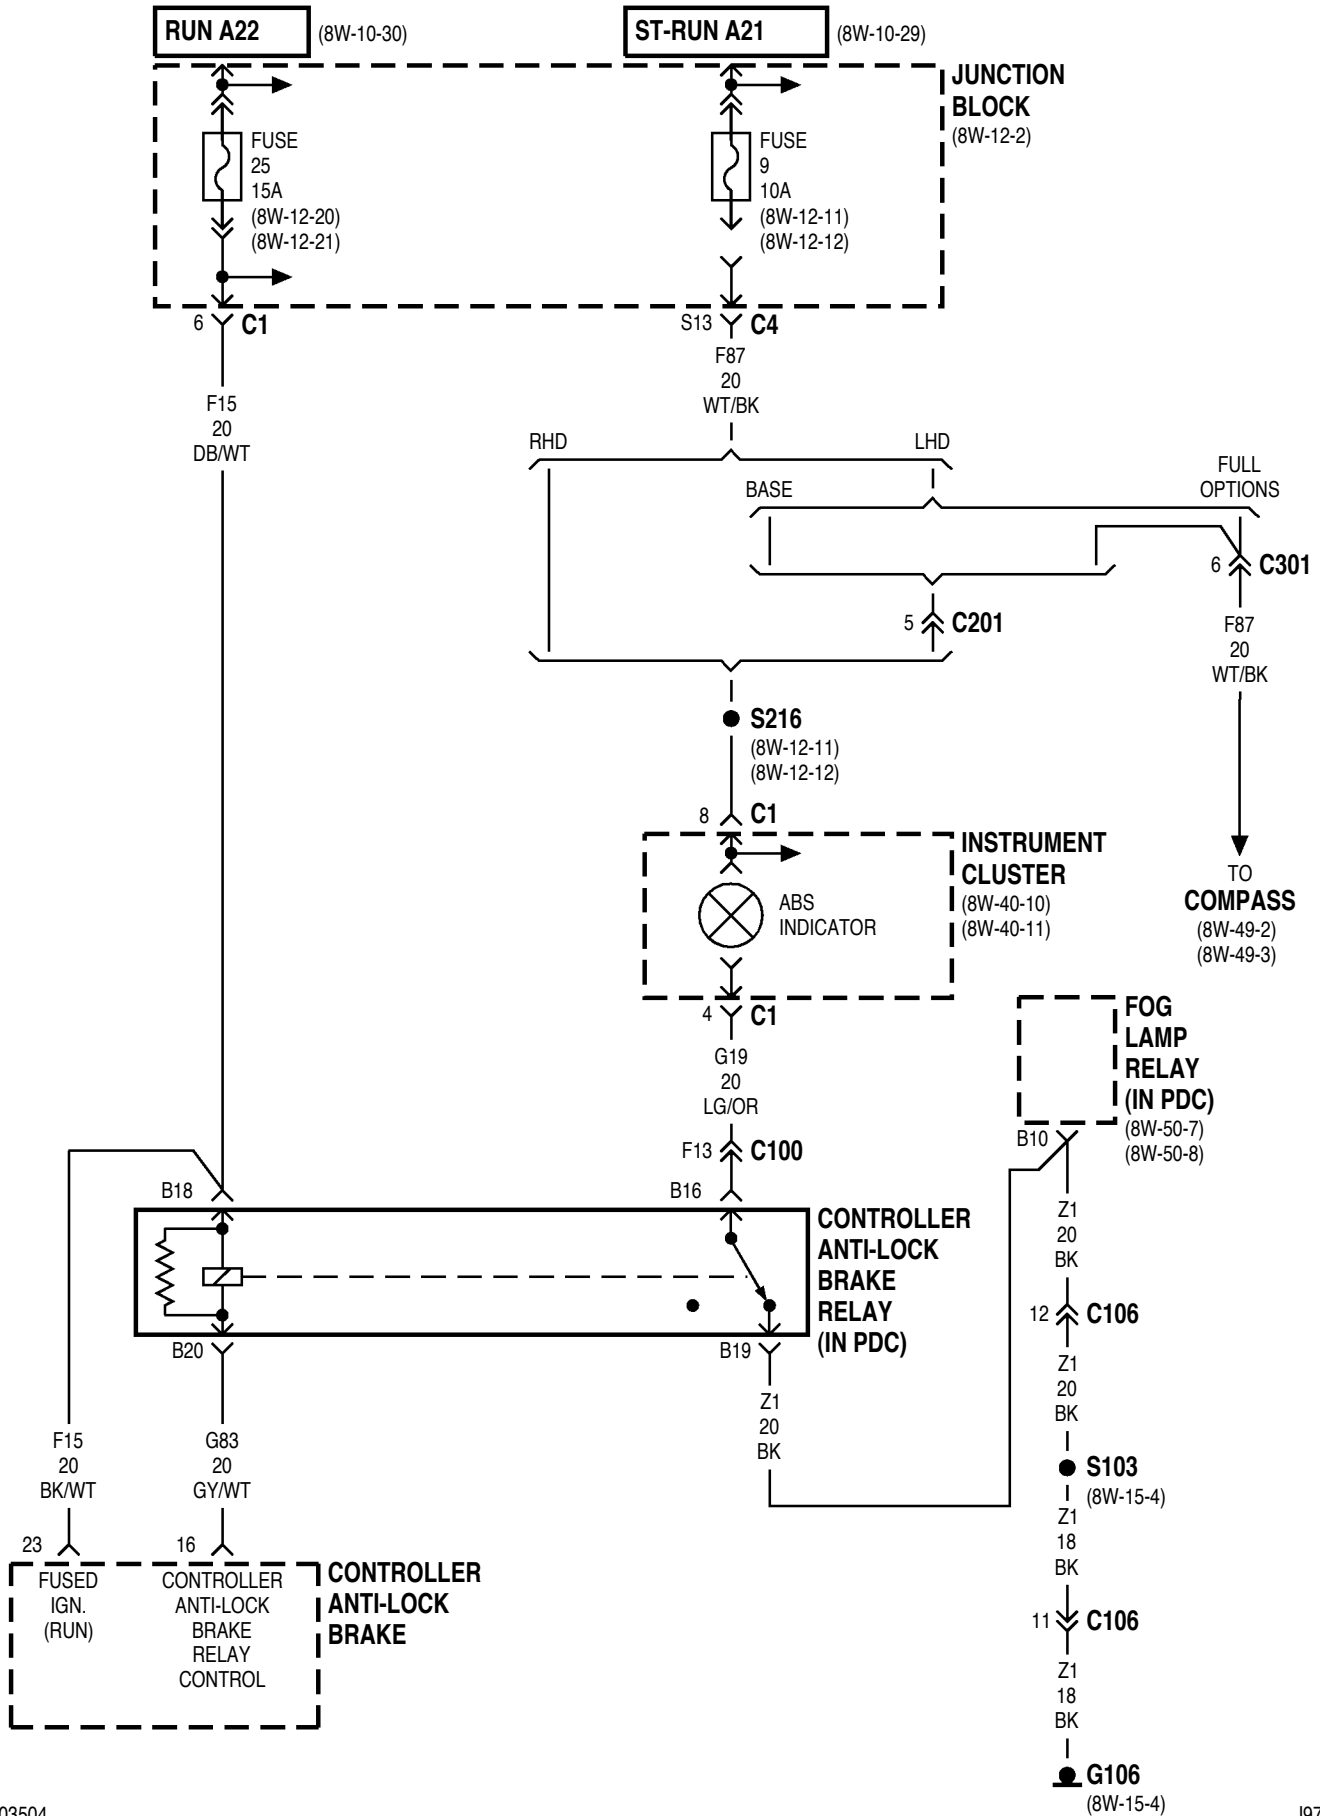 RUN A22
(8W-10-30)
ST-RUN A21
(8W-10-29)
JUNCTION
BLOCK
(8W-12-2)
FUSE
25
15A
(8W-12-20)
(8W-12-21)
FUSE
9
10A
(8W-12-11)
(8W-12-12)
6
C1
S13
C4
F15
20
DB/WT
F87
20
WT/BK
RHD
LHD
BASE
FULL
OPTIONS
6
C301
5
C201
F87
20
WT/BK
S216
(8W-12-11)
(8W-12-12)
8
C1
INSTRUMENT
CLUSTER
(8W-40-10)
(8W-40-11)
ABS
INDICATOR
TO
COMPASS
(8W-49-2)
(8W-49-3)
4
C1
G19
20
LG/OR
F13
C100
FOG
LAMP
RELAY
(IN PDC)
(8W-50-7)
(8W-50-8)
B10
B18
B16
CONTROLLER
ANTI-LOCK
BRAKE
RELAY
(IN PDC)
B20
B19
Z1
20
BK
Z1
20
BK
12
C106
Z1
20
BK
S103
(8W-15-4)
F15
20
BK/WT
G83
20
GY/WT
23
16
FUSED
IGN.
(RUN)
CONTROLLER
ANTI-LOCK
BRAKE
RELAY
CONTROL
CONTROLLER
ANTI-LOCK
BRAKE
Z1
18
BK
11
C106
Z1
18
BK
G106
(8W-15-4)